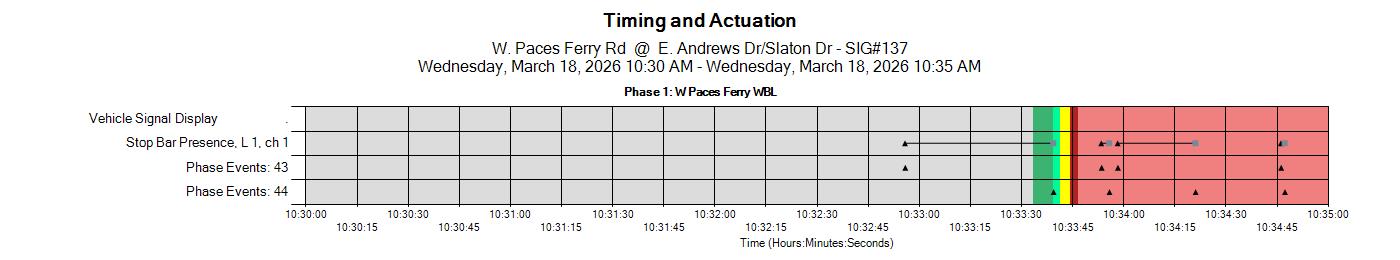 Timing and Actuation
W. Paces Ferry Rd @ E. Andrews Dr/Slaton Dr - SIG#137
Wednesday, March 18, 2026 10:30 AM - Wednesday, March 18, 2026 10:35 AM
Phase 1: W Paces Ferry WBL
Vehicle Signal Display .
Stop Bar Presence, L 1, ch 1
Phase Events: 43
Phase Events: 44
10:30:00 10:30:30 10:31:00 10:31:30 10:32:00 10:32:30 10:33:00 10:33:30 10:34:00 10:34:30 10:35:00
10:30:15 10:30:45 10:31:15 10:31:45 10:32:15 10:32:45 10:33:15 10:33:45 10:34:15 10:34:45
Time (Hours:Minutes:Seconds)